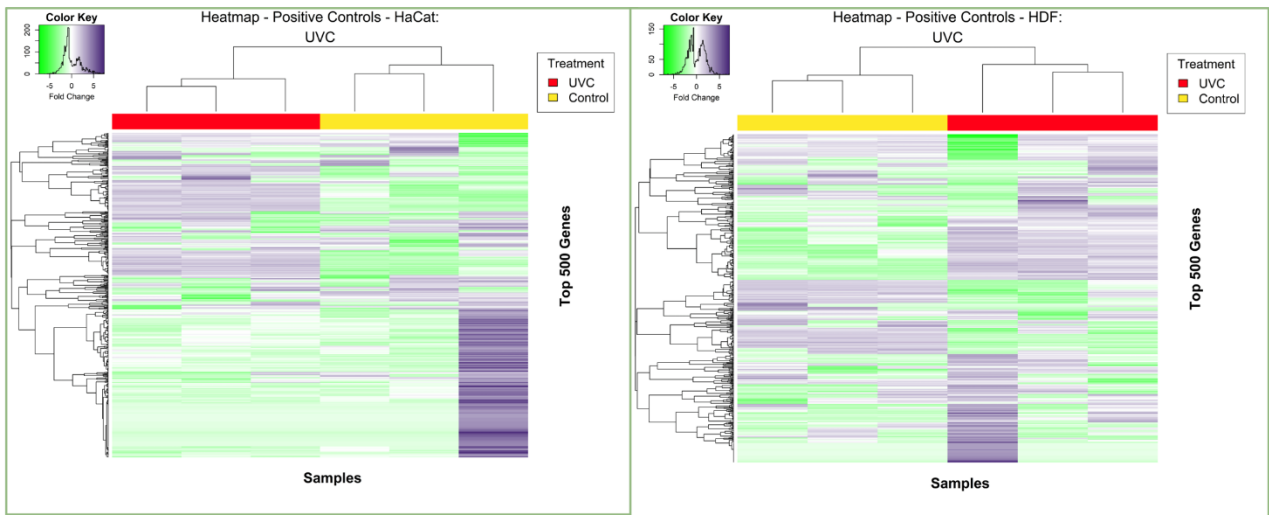 Color Key
Heatmap - Positive Controls - HaCat:
UVC
200
100
0
-5
0
5
Fold Change
Treatment
UVC
Control
Top 500 Genes
Samples
Color Key
Heatmap - Positive Controls - HDF:
UVC
150
50
0
-5
0
5
Fold Change
Treatment
UVC
Control
Top 500 Genes
Samples